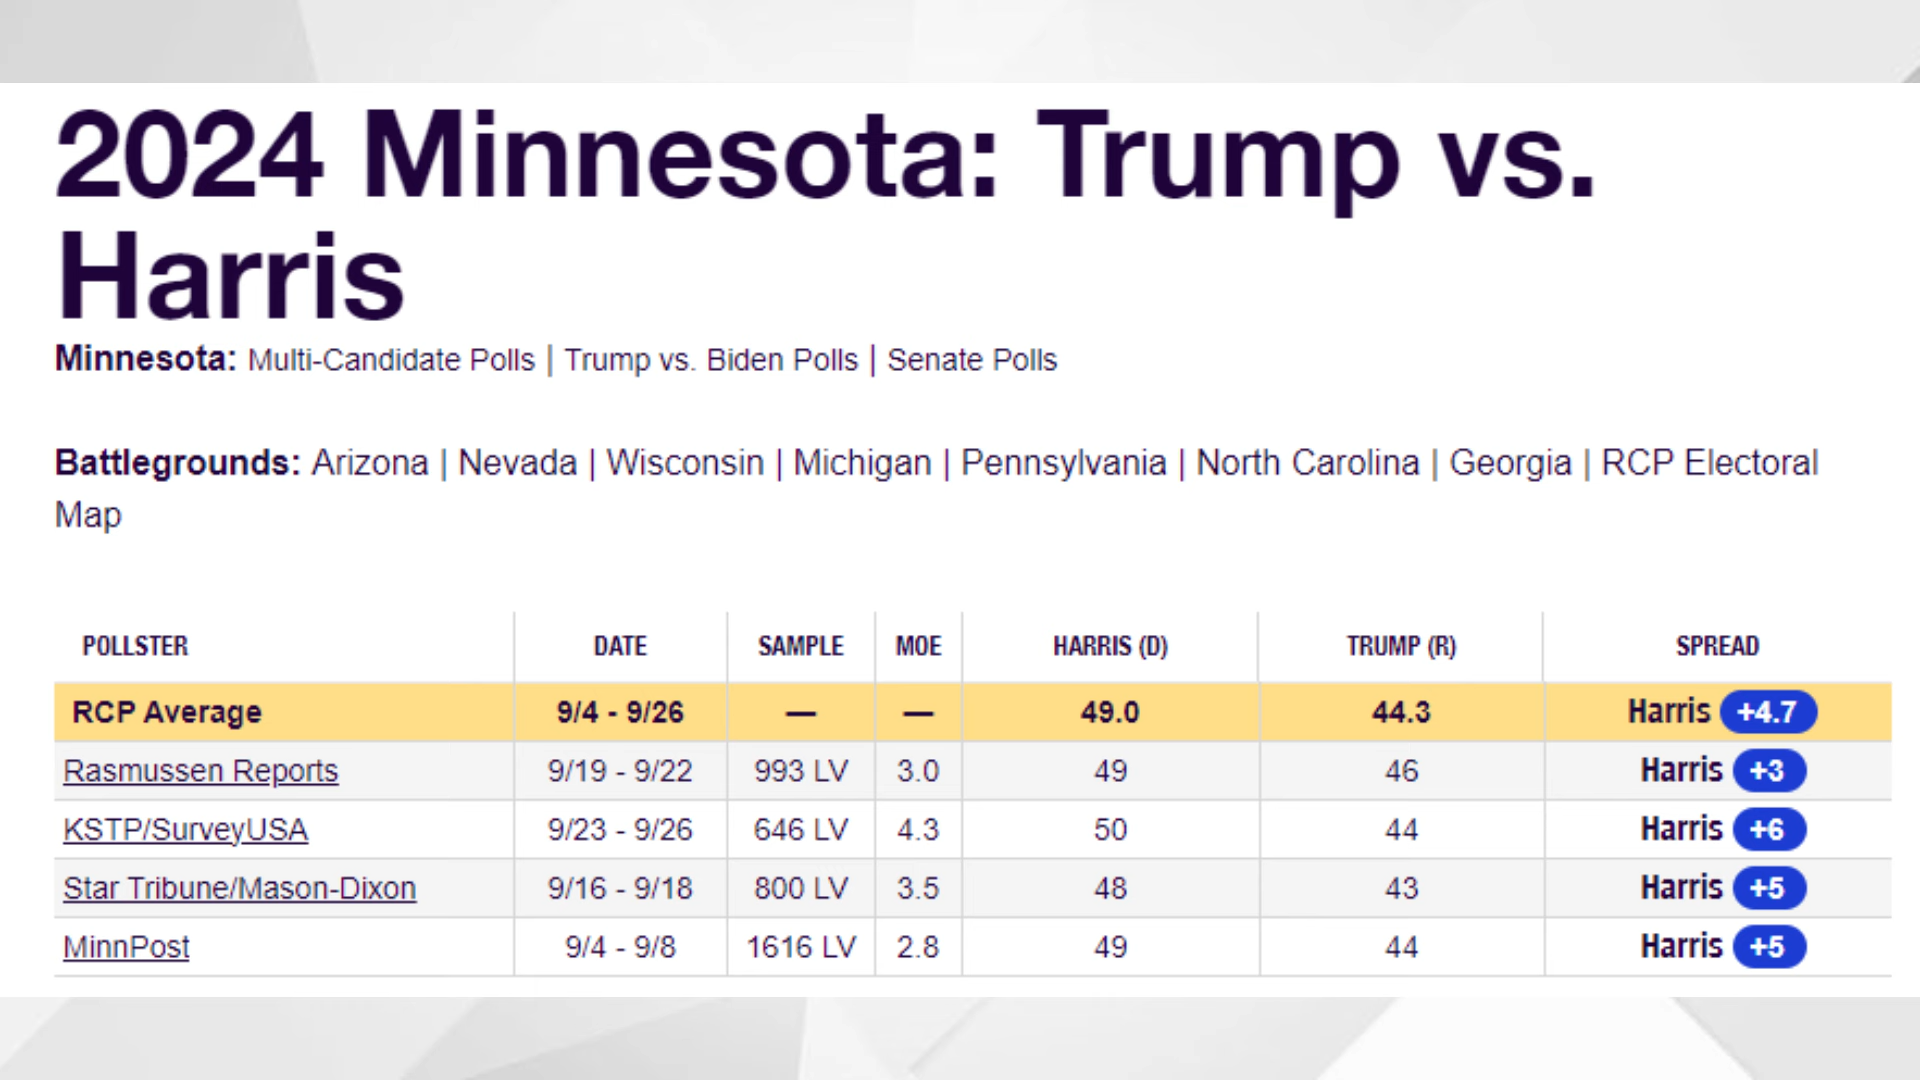 2024 Minnesota: Trump vs.
Harris
Minnesota: Multi-Candidate Polls | Trump vs. Biden Polls | Senate Polls
Battlegrounds: Arizona | Nevada | Wisconsin | Michigan | Pennsylvania | North Carolina | Georgia | RCP Electoral
Map
POLLSTER DATE SAMPLE MOE HARRIS (D) TRUMP (R) SPREAD
RCP Average 9/4 - 9/26 — — 49.0 44.3 Harris +4.7
Rasmussen Reports 9/19 - 9/22 993 LV 3.0 49 46 Harris +3
KSTP/SurveyUSA 9/23 - 9/26 646 LV 4.3 50 44 Harris +6
Star Tribune/Mason-Dixon 9/16 - 9/18 800 LV 3.5 48 43 Harris +5
MinnPost 9/4 - 9/8 1616 LV 2.8 49 44 Harris +5